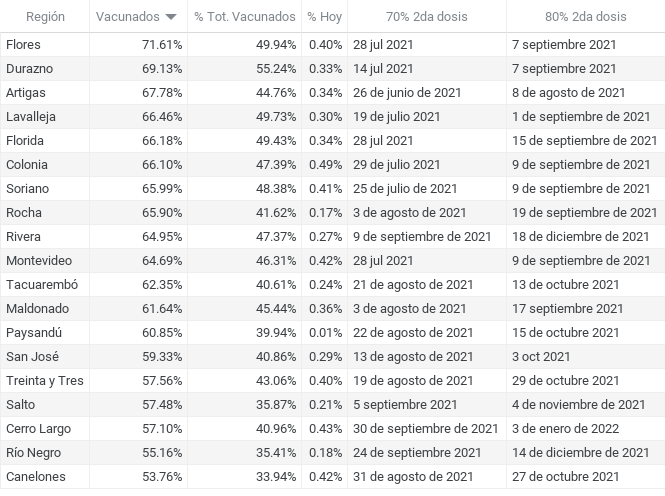 Región Vacunados % Tot. Vacunados % Hoy 70% 2da dosis 80% 2da dosis
Flores 71.61% 49.94% 0.40% 28 jul 2021 7 septiembre 2021
Durazno 69.13% 55.24% 0.33% 14 jul 2021 7 septiembre 2021
Artigas 67.78% 44.76% 0.34% 26 de junio de 2021 8 de agosto de 2021
Lavalleja 66.46% 49.73% 0.30% 19 de julio 2021 1 de septiembre de 2021
Florida 66.18% 49.43% 0.34% 28 jul 2021 15 de septiembre de 2021
Colonia 66.10% 47.39% 0.49% 29 de julio 2021 9 de septiembre de 2021
Soriano 65.99% 48.38% 0.41% 25 de julio de 2021 9 de septiembre de 2021
Rocha 65.90% 41.62% 0.17% 3 de agosto de 2021 19 de septiembre de 2021
Rivera 64.95% 47.37% 0.27% 9 de septiembre de 2021 18 de diciembre de 2021
Montevideo 64.69% 46.31% 0.42% 28 jul 2021 9 de septiembre de 2021
Tacuarembó 62.35% 40.61% 0.24% 21 de agosto de 2021 13 de octubre 2021
Maldonado 61.64% 45.44% 0.36% 3 de agosto de 2021 17 septiembre 2021
Paysandú 60.85% 39.94% 0.01% 22 de agosto de 2021 15 de octubre 2021
San José 59.33% 40.86% 0.29% 13 de agosto de 2021 3 oct 2021
Treinta y Tres 57.56% 43.06% 0.40% 19 de agosto de 2021 29 de octubre 2021
Salto 57.48% 35.87% 0.21% 5 septiembre 2021 4 de noviembre de 2021
Cerro Largo 57.10% 40.96% 0.43% 30 de septiembre de 2021 3 de enero de 2022
Río Negro 55.16% 35.41% 0.18% 24 de septiembre 2021 14 de diciembre de 2021
Canelones 53.76% 33.94% 0.42% 31 de agosto de 2021 27 de octubre 2021